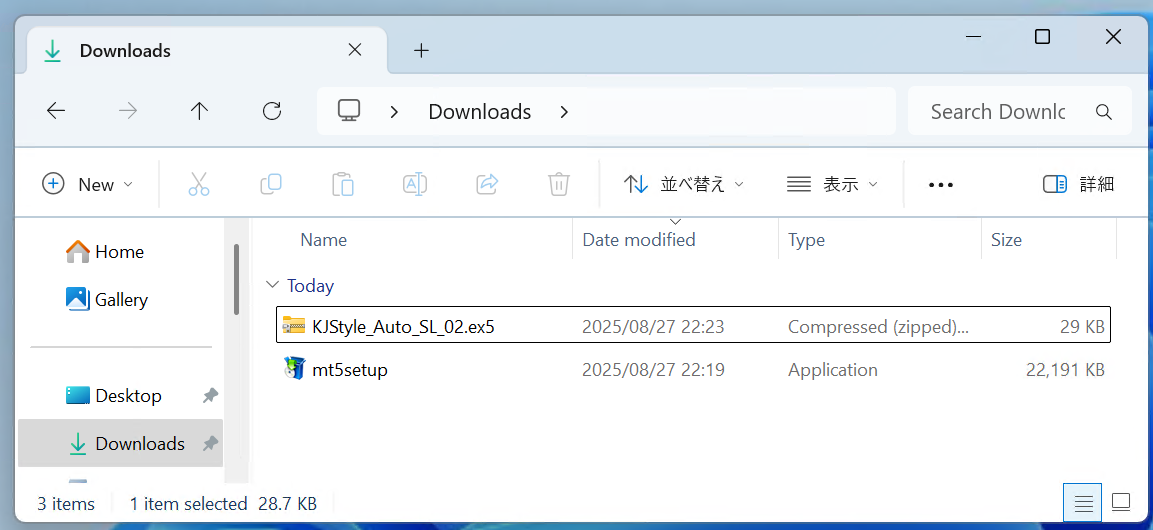 Downloads
Downloads
Search Downlc
New
並べ替え
表示
詳細
Home
Gallery
Desktop
Downloads
Name Date modified Type Size
Today
KJStyle_Auto_SL_02.ex5 2025/08/27 22:23 Compressed (zipped)... 29 KB
mt5setup 2025/08/27 22:19 Application 22,191 KB
3 items 1 item selected 28.7 KB